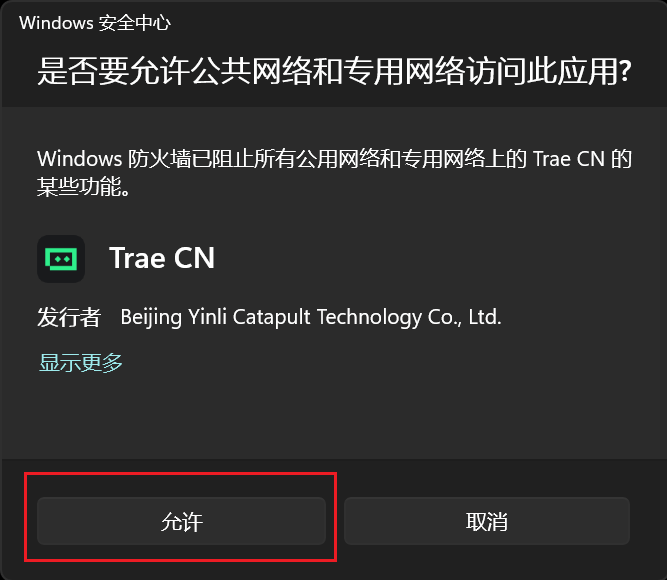 Windows 安全中心
是否要允许公共网络和专用网络访问此应用?
Windows 防火墙已阻止所有公用网络和专用网络上的 Trae CN 的
某些功能。
Trae CN
发行者 Beijing Yinli Catapult Technology Co., Ltd.
显示更多
允许
取消